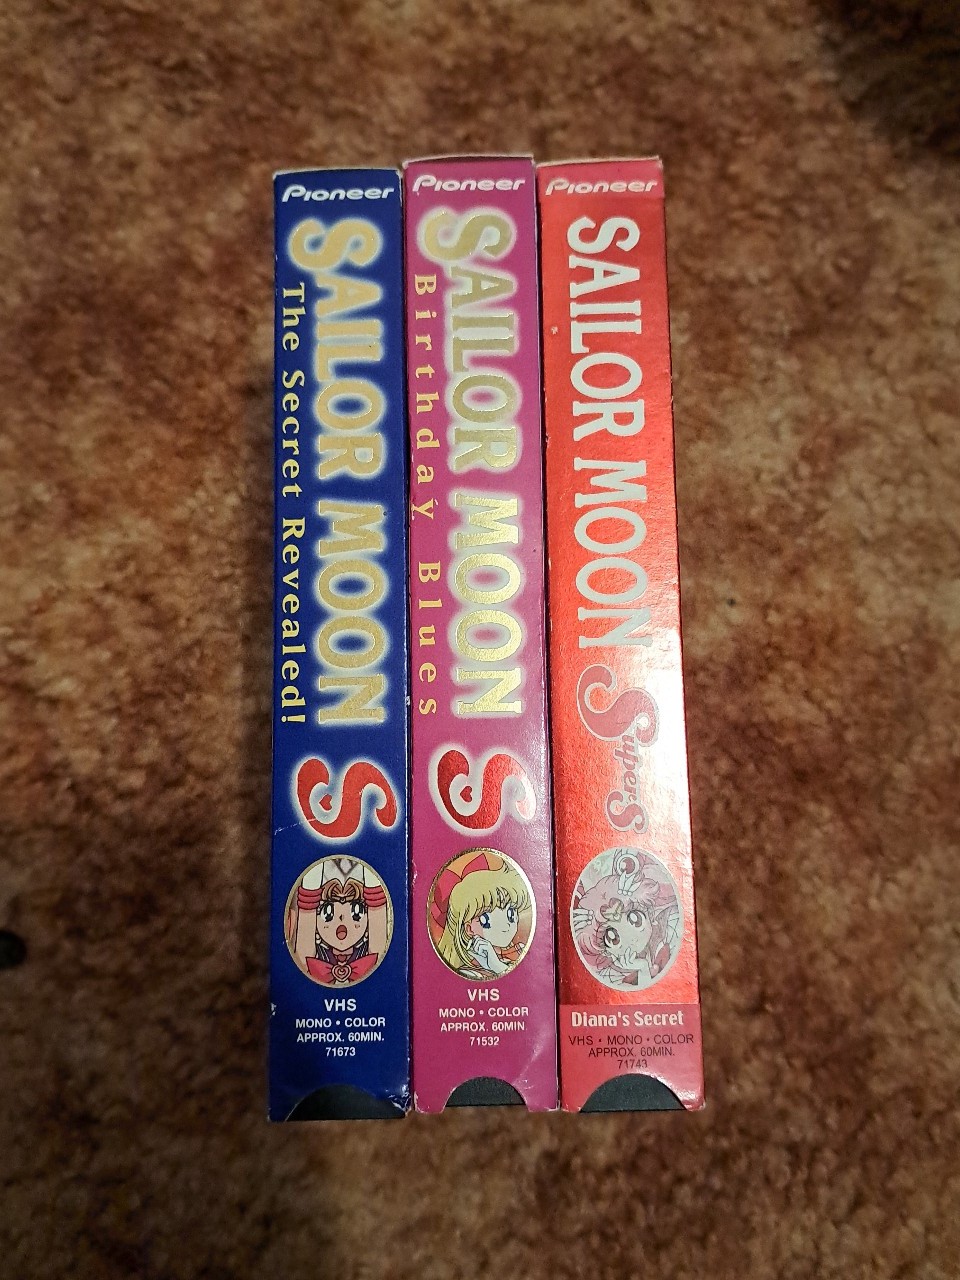 Pioneer
SAILOR MOON S
The Secret Revealed!
VHS
MONO • COLOR
APPROX. 60MIN.
71673
Pioneer
SAILOR MOON S
Birthday Blues
VHS
MONO • COLOR
APPROX. 60MIN.
71532
Pioneer
SAILOR MOON SuperS
Diana's Secret
VHS • MONO • COLOR
APPROX. 60MIN.
71743